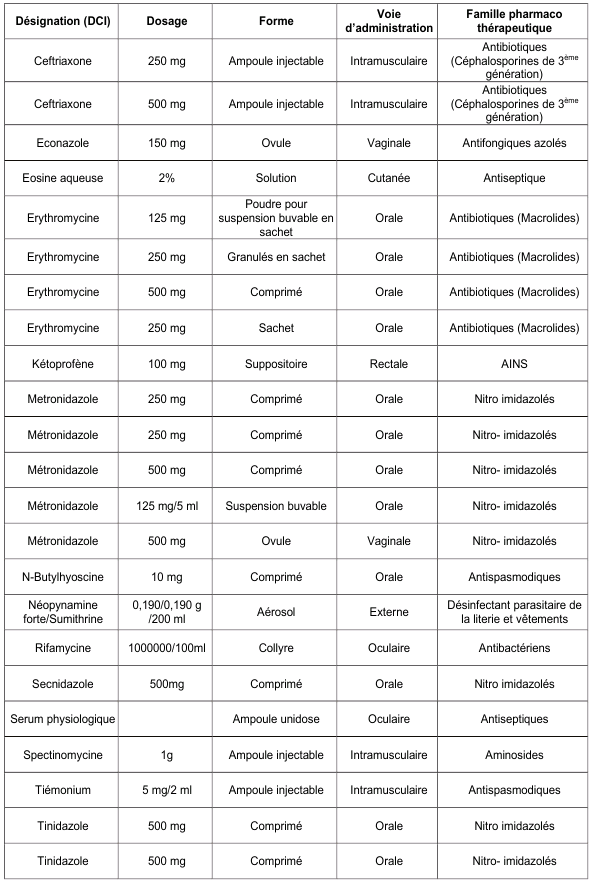 Désignation (DCI) Dosage Forme Voie d'administration Famille pharmaco thérapeutique
Ceftriaxone 250 mg Ampoule injectable Intramusculaire Antibiotiques (Céphalosporines de 3ème génération)
Ceftriaxone 500 mg Ampoule injectable Intramusculaire Antibiotiques (Céphalosporines de 3ème génération)
Econazole 150 mg Ovule Vaginale Antifongiques azolés
Eosine aqueuse 2% Solution Cutanée Antiseptique
Erythromycine 125 mg Poudre pour suspension buvable en sachet Orale Antibiotiques (Macrolides)
Erythromycine 250 mg Granulés en sachet Orale Antibiotiques (Macrolides)
Erythromycine 500 mg Comprimé Orale Antibiotiques (Macrolides)
Erythromycine 250 mg Sachet Orale Antibiotiques (Macrolides)
Kétoprofène 100 mg Suppositoire Rectale AINS
Metronidazole 250 mg Comprimé Orale Nitro imidazolés
Métronidazole 250 mg Comprimé Orale Nitro- imidazolés
Métronidazole 500 mg Comprimé Orale Nitro- imidazolés
Métronidazole 125 mg/5 ml Suspension buvable Orale Nitro- imidazolés
Métronidazole 500 mg Ovule Vaginale Nitro- imidazolés
N-Butylhyoscine 10 mg Comprimé Orale Antispasmodiques
Néopynamine forte/Sumithrine 0,190/0,190 g /200 ml Aérosol Externe Désinfectant parasitaire de la literie et vêtements
Rifamycine 1000000/100ml Collyre Oculaire Antibactériens
Secnidazole 500mg Comprimé Orale Nitro imidazolés
Serum physiologique Ampoule unidose Oculaire Antiseptiques
Spectinomycine 1g Ampoule injectable Intramusculaire Aminosides
Tiémonium 5 mg/2 ml Ampoule injectable Intramusculaire Antispasmodiques
Tinidazole 500 mg Comprimé Orale Nitro imidazolés
Tinidazole 500 mg Comprimé Orale Nitro- imidazolés